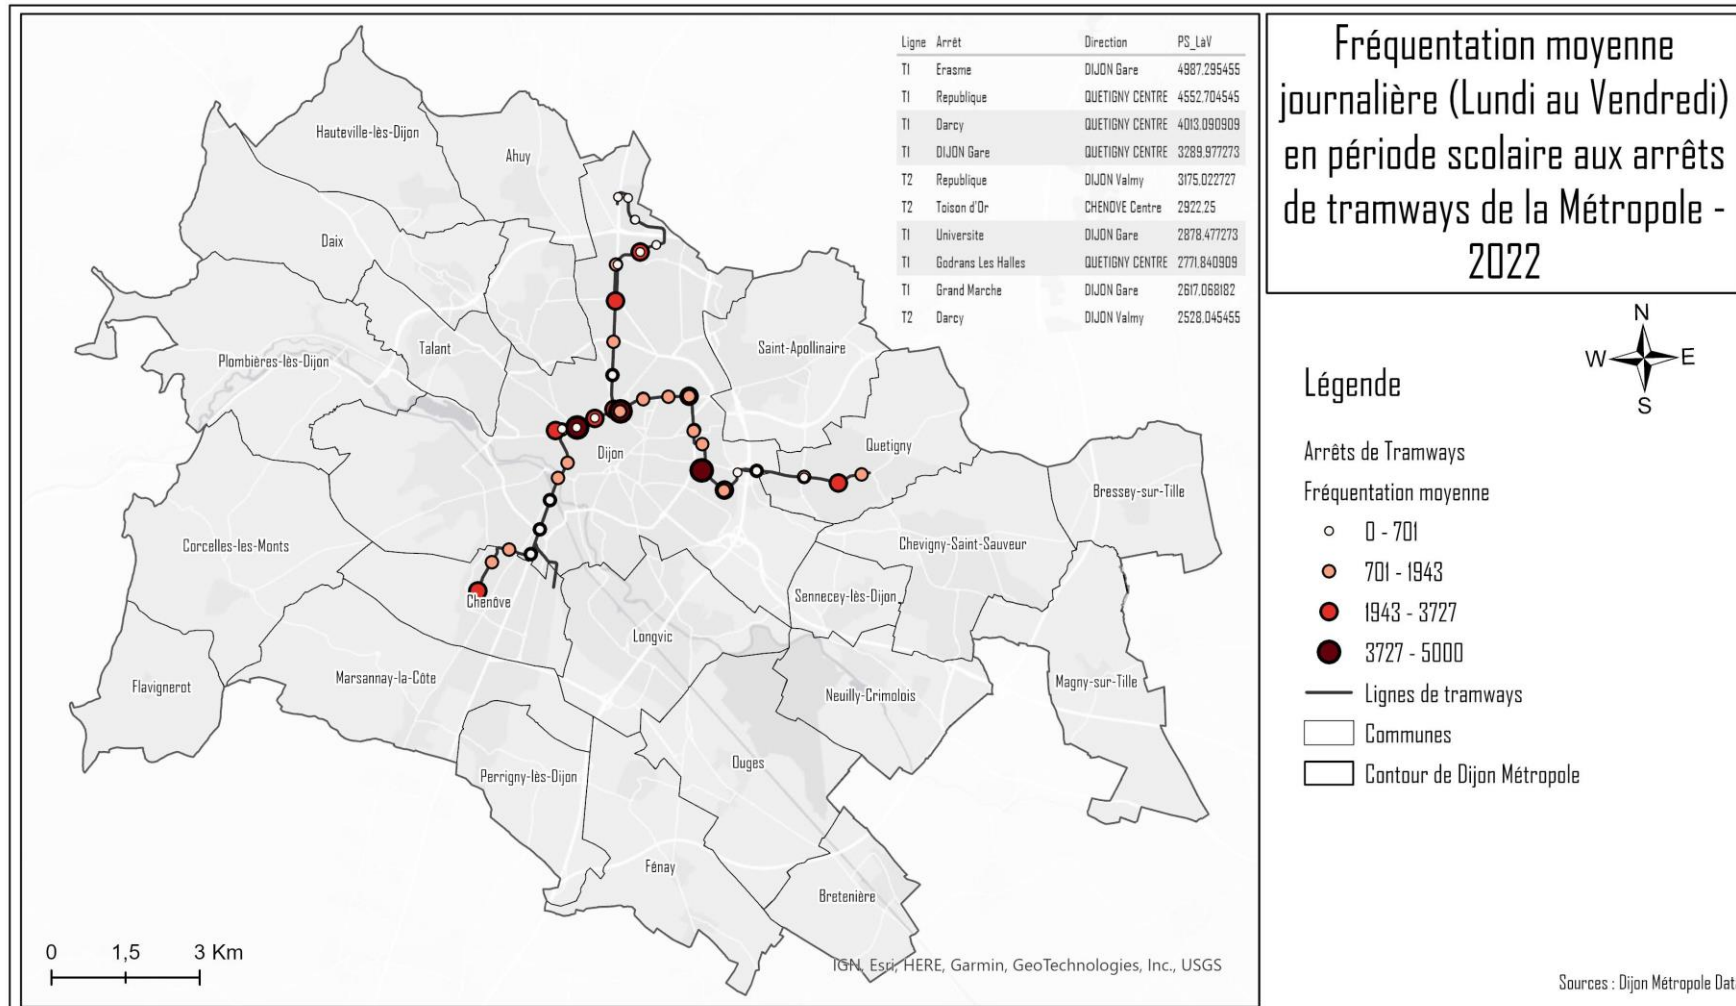 Ligne Arrêt Direction PS_LàV
T1 Erasme DIJON Gare 4987,295455
T1 Republique QUETIGNY CENTRE 4552,704545
T1 Darcy QUETIGNY CENTRE 4013,090909
T1 DIJON Gare QUETIGNY CENTRE 3289,977273
T2 Republique DIJON Valmy 3175,022727
T2 Toison d'Or CHENOVE Centre 2922,25
T1 Universite DIJON Gare 2878,477273
T1 Godrans Les Halles QUETIGNY CENTRE 2771,840909
T1 Grand Marche DIJON Gare 2617,068182
T2 Darcy DIJON Valmy 2528,045455
Fréquentation moyenne
journalière (Lundi au Vendredi)
en période scolaire aux arrêts
de tramways de la Métropole -
2022
Hauteville-lès-Dijon
Ahuy
Daix
Talant
Plombières-lès-Dijon
Saint-Apollinaire
Quetigny
Dijon
Bressey-sur-Tille
Corcelles-les-Monts
Chevigny-Saint-Sauveur
Chenôve
Sennecey-lès-Dijon
Longvic
Flavignerot
Marsannay-la-Côte
Neuilly-Crimolois
Magny-sur-Tille
Perrigny-lès-Dijon
Ouges
Fénay
Bretenière
0 1,5 3 Km
IGN, Esri, HERE, Garmin, GeoTechnologies, Inc., USGS
N
W E
S
Légende
Arrêts de Tramways
Fréquentation moyenne
0 - 701
701 - 1943
1943 - 3727
3727 - 5000
Lignes de tramways
Communes
Contour de Dijon Métropole
Sources : Dijon Métropole Dat